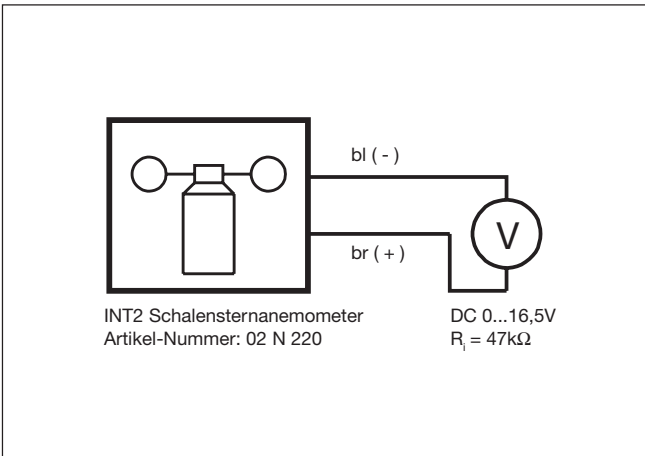 bl ( - )
V
br ( + )
INT2 Schalensternanemometer
Artikel-Nummer: 02 N 220
DC 0...16,5V
Ri = 47kΩ